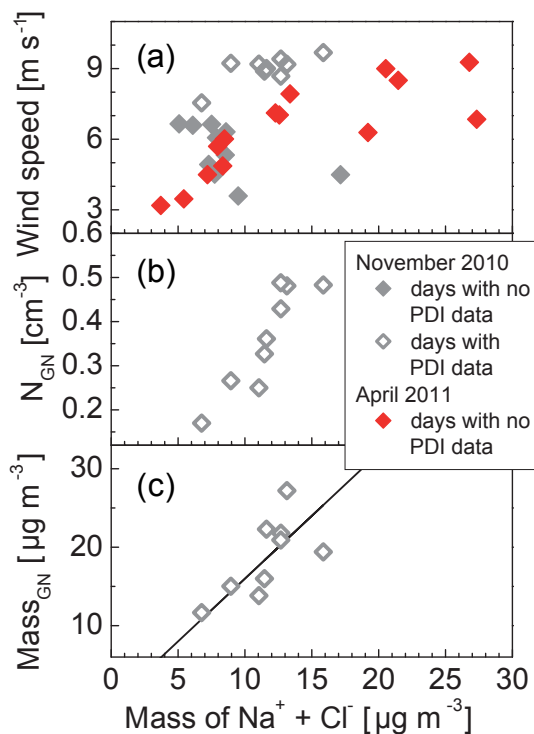 (a)
Wind speed [m s⁻¹]
9
6
3
0.6
(b)
N_GN [cm⁻³]
0.5
0.4
0.3
0.2
November 2010
days with no
PDI data
days with
PDI data
April 2011
days with no
PDI data
(c)
Mass_GN [µg m⁻³]
30
20
10
0 5 10 15 20 25 30
Mass of Na⁺ + Cl⁻ [µg m⁻³]